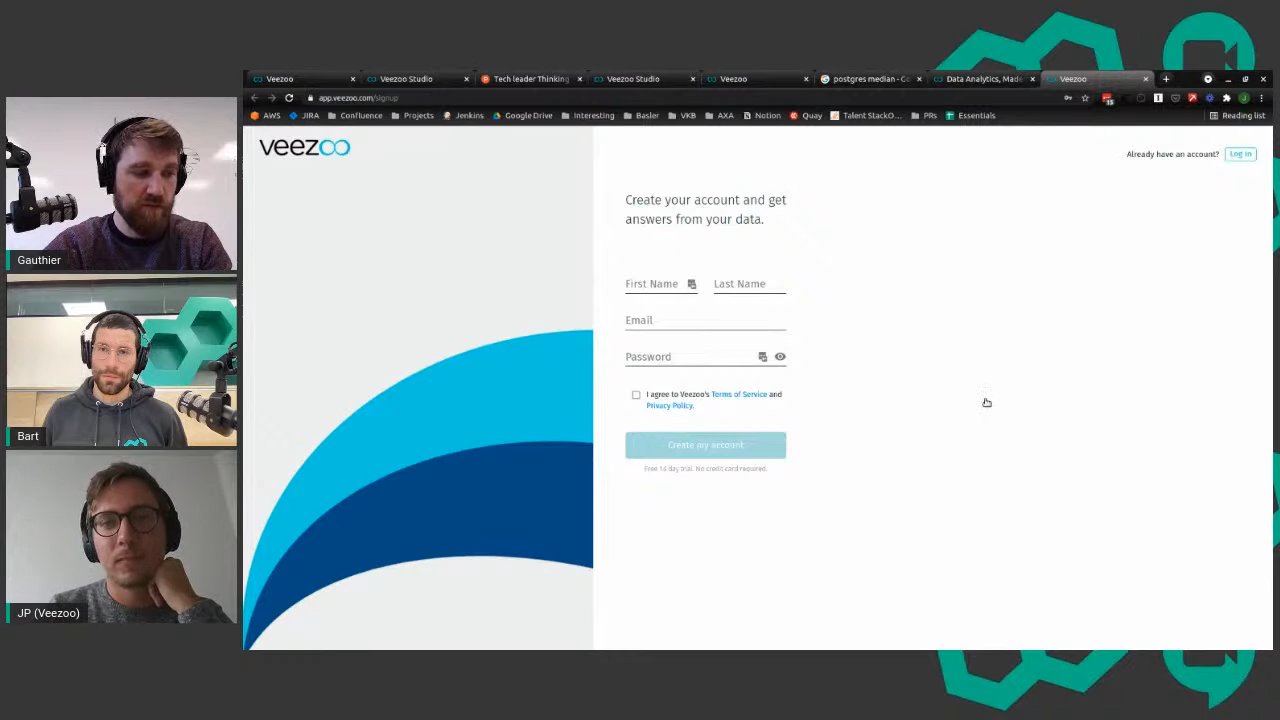 Gauthier
Bart
JP (Veezoo)
Veezoo
Veezoo Studio
Tech leader Thinking
Veezoo Studio
Veezoo
postgres median - Go
Data Analytics, Made
Veezoo
app.veezoo.com/signup
AWS
JIRA
Confluence
Projects
Jenkins
Google Drive
Interesting
Basler
VKB
AXA
Notion
Quay
Talent StackO...
PRs
Essentials
Reading list
veezoo
Already have an account? Log in
Create your account and get
answers from your data.
First Name
Last Name
Email
Password
I agree to Veezoo's Terms of Service and
Privacy Policy.
Create my account
Free 14 day trial. No credit card required.